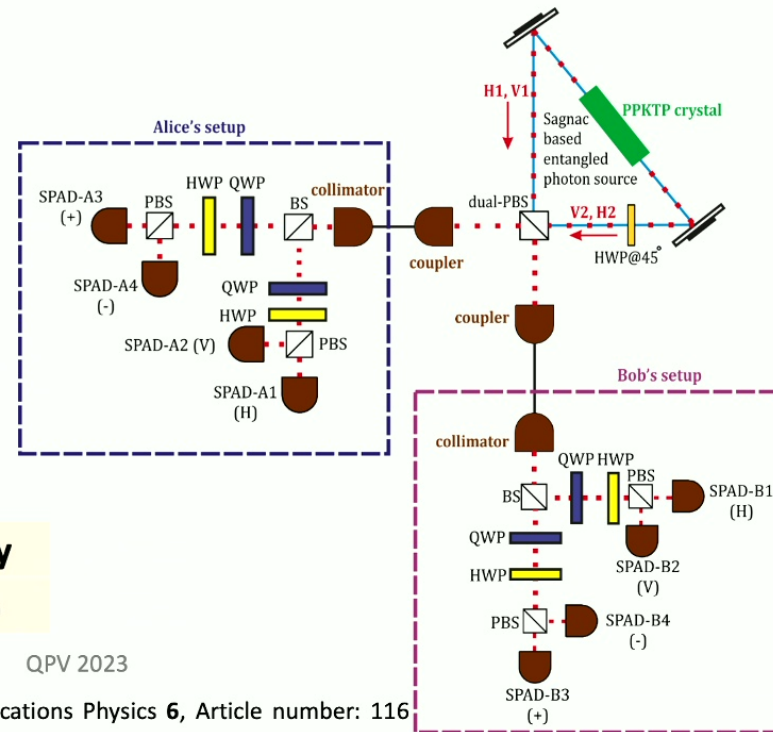 H1, V1
PPKTP crystal
Sagnac
based
entangled
photon source
Alice's setup
HWP QWP
collimator
SPAD-A3
(+)
PBS
BS
dual-PBS
V2, H2
HWP@45°
coupler
SPAD-A4
(-)
QWP
HWP
SPAD-A2 (V)
PBS
SPAD-A1
(H)
coupler
Bob's setup
collimator
QWP HWP
PBS
BS
SPAD-B1
(H)
QWP
SPAD-B2
(V)
HWP
PBS
SPAD-B4
(-)
SPAD-B3
(+)
y
QPV 2023
cations Physics 6, Article number: 116